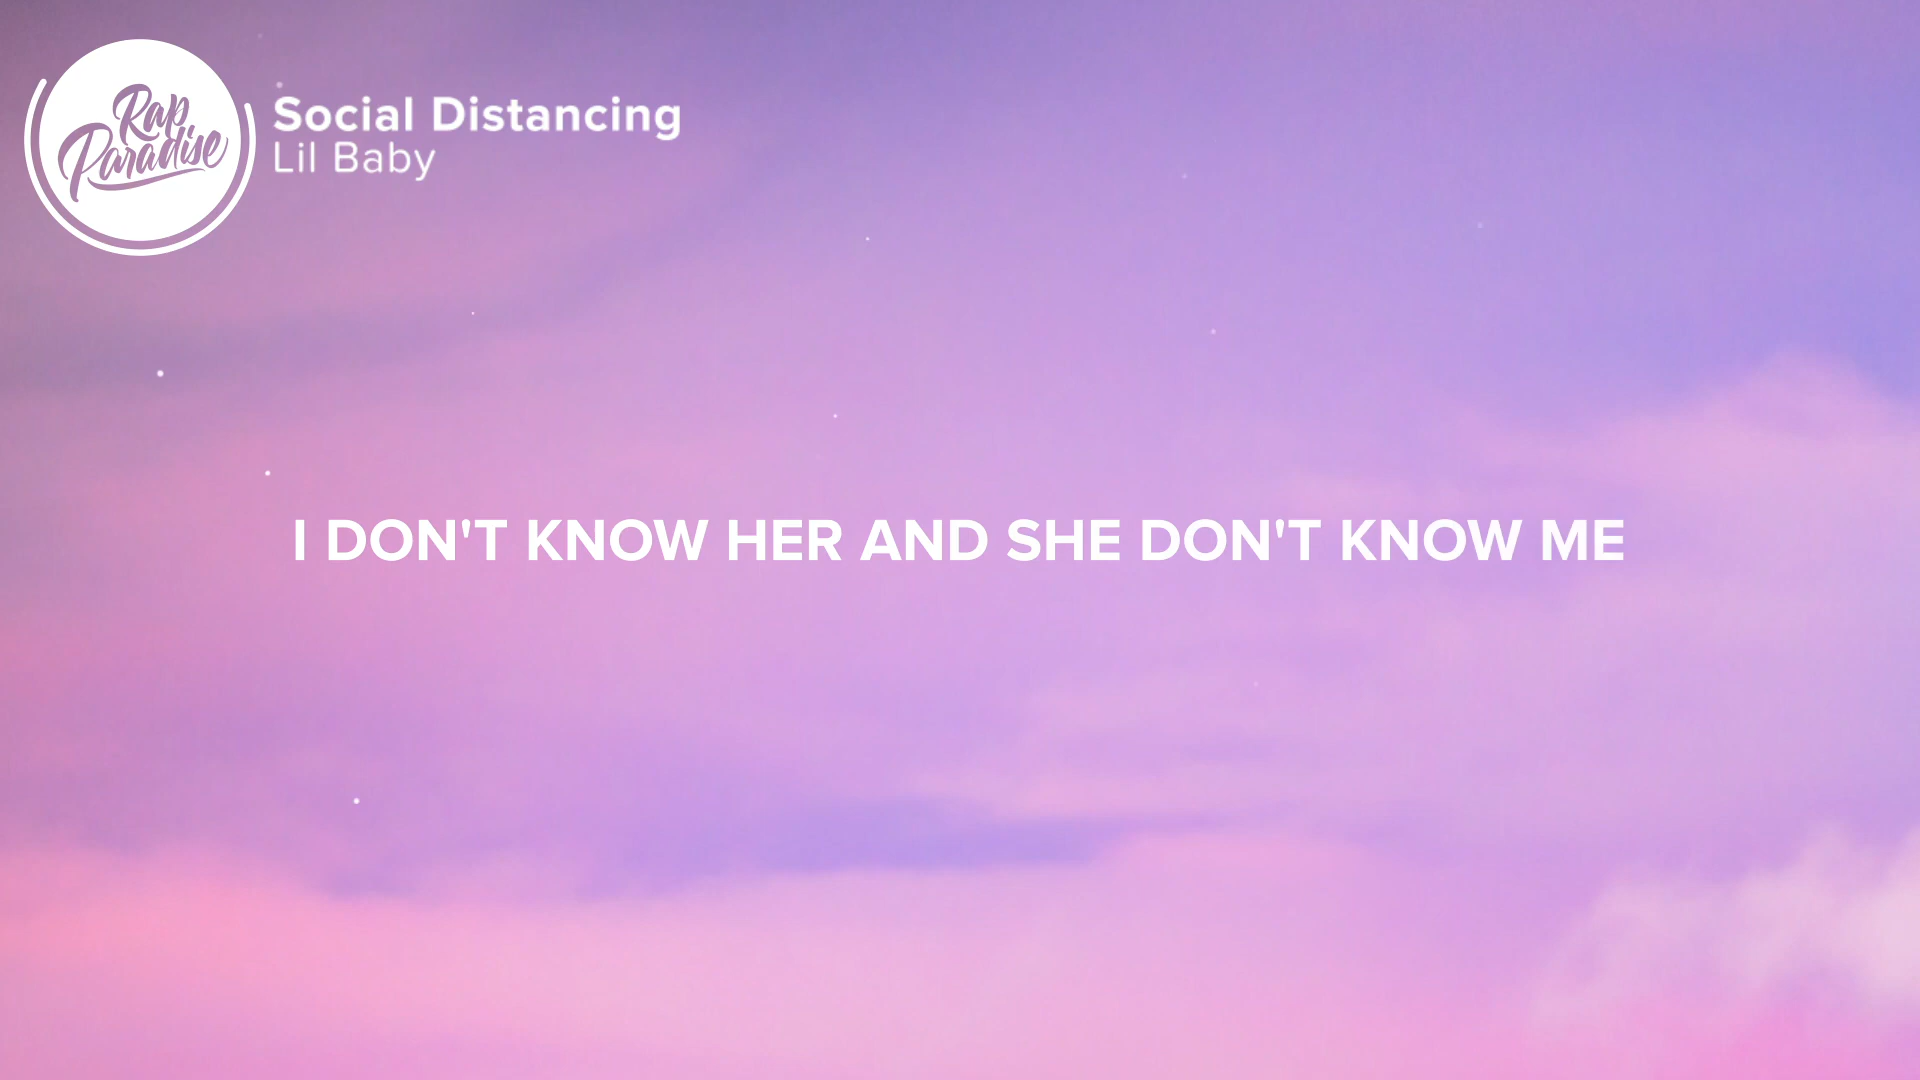 Rap
Paradise
Social Distancing
Lil Baby
I DON'T KNOW HER AND SHE DON'T KNOW ME